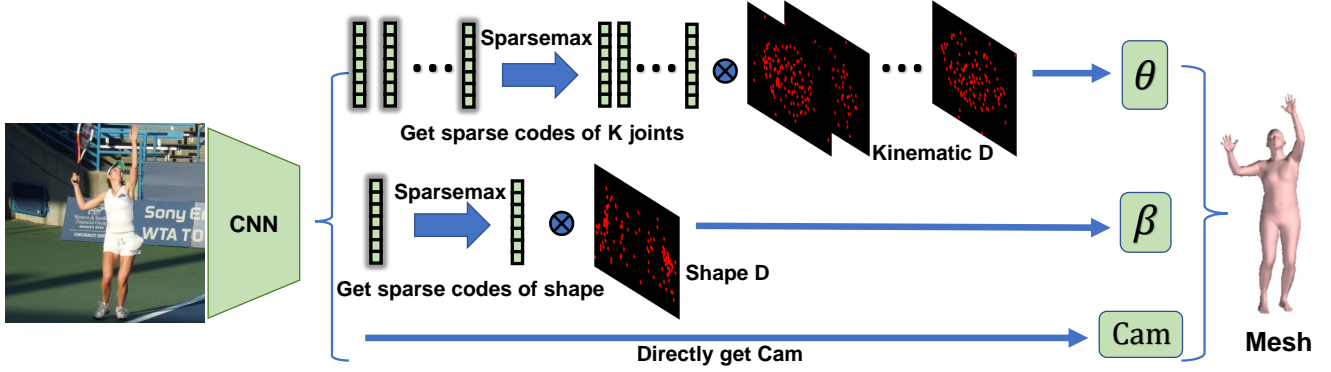 Sparsemax
Get sparse codes of K joints
Kinematic D
θ
CNN
Sony
WTA TO
Sparsemax
Get sparse codes of shape
Shape D
β
Directly get Cam
Cam
Mesh